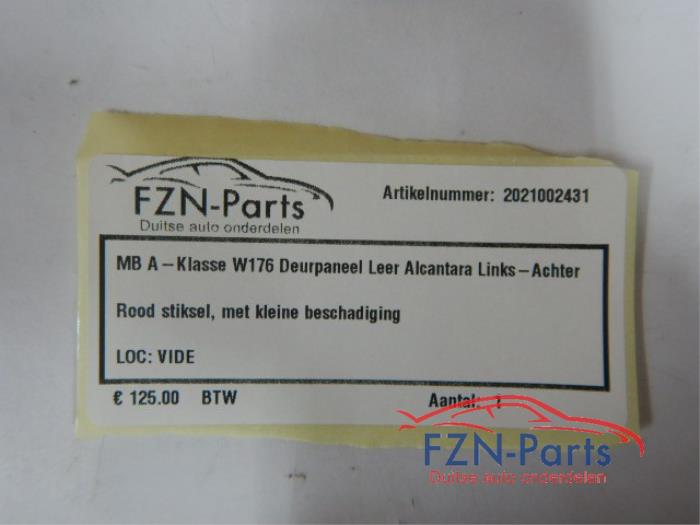 FZN-Parts
Duitse auto onderdelen
Artikelnummer: 2021002431
MB A-Klasse W176 Deurpaneel Leer Alcantara Links-Achter
Rood stiksel, met kleine beschadiging
LOC: VIDE
€ 125.00 BTW
Aantal: 1
FZN-Parts
Duitse auto onderdelen